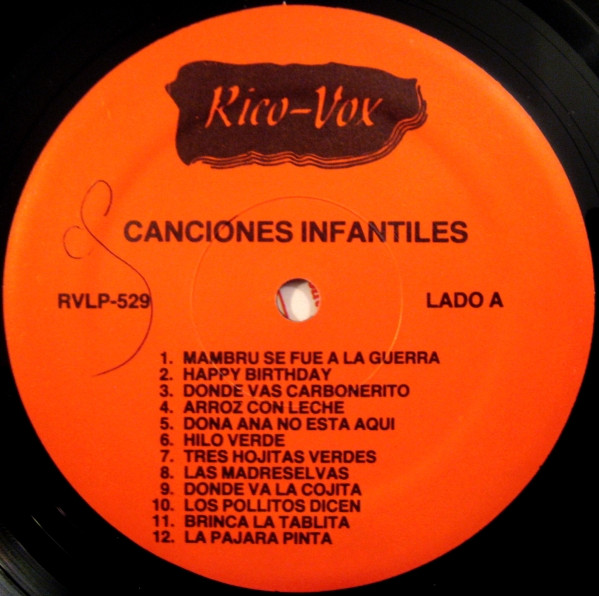 Rico-Vox
CANCIONES INFANTILES
RVLP-529
LADO A
1. MAMBRU SE FUE A LA GUERRA
2. HAPPY BIRTHDAY
3. DONDE VAS CARBONERITO
4. ARROZ CON LECHE
5. DONA ANA NO ESTA AQUI
6. HILO VERDE
7. TRES HOJITAS VERDES
8. LAS MADRESELVAS
9. DONDE VA LA COJITA
10. LOS POLLITOS DICEN
11. BRINCA LA TABLITA
12. LA PAJARA PINTA